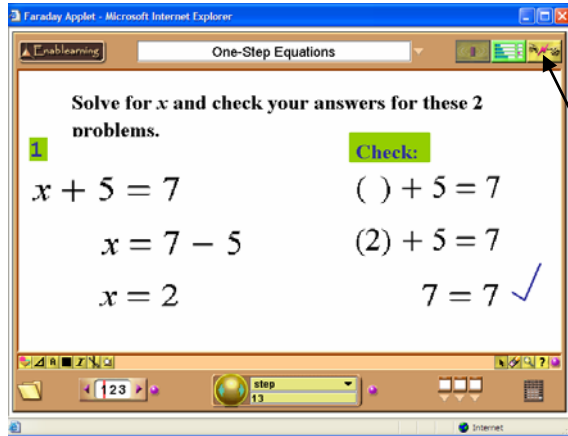 Faraday Applet - Microsoft Internet Explorer
Enablearning
One-Step Equations
Solve for x and check your answers for these 2
problems.
1
Check:
x + 5 = 7
( ) + 5 = 7
x = 7 − 5
(2) + 5 = 7
x = 2
7 = 7 ✓
123
step
13
Internet